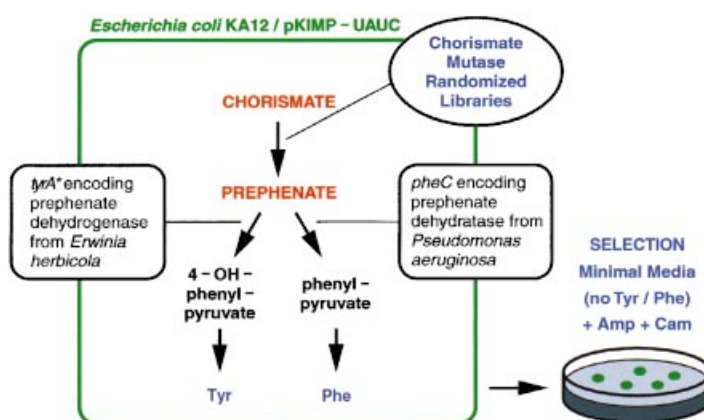 Escherichia coli KA12 / pKIMP – UAUC
Chorismate
Mutase
Randomized
Libraries
CHORISMATE
tyrA* encoding
prephenate
dehydrogenase
from Erwinia
herbicola
PREPHENATE
pheC encoding
prephenate
dehydratase from
Pseudomonas
aeruginosa
4 – OH –
phenyl –
pyruvate
phenyl –
pyruvate
Tyr
Phe
SELECTION
Minimal Media
(no Tyr / Phe)
+ Amp + Cam